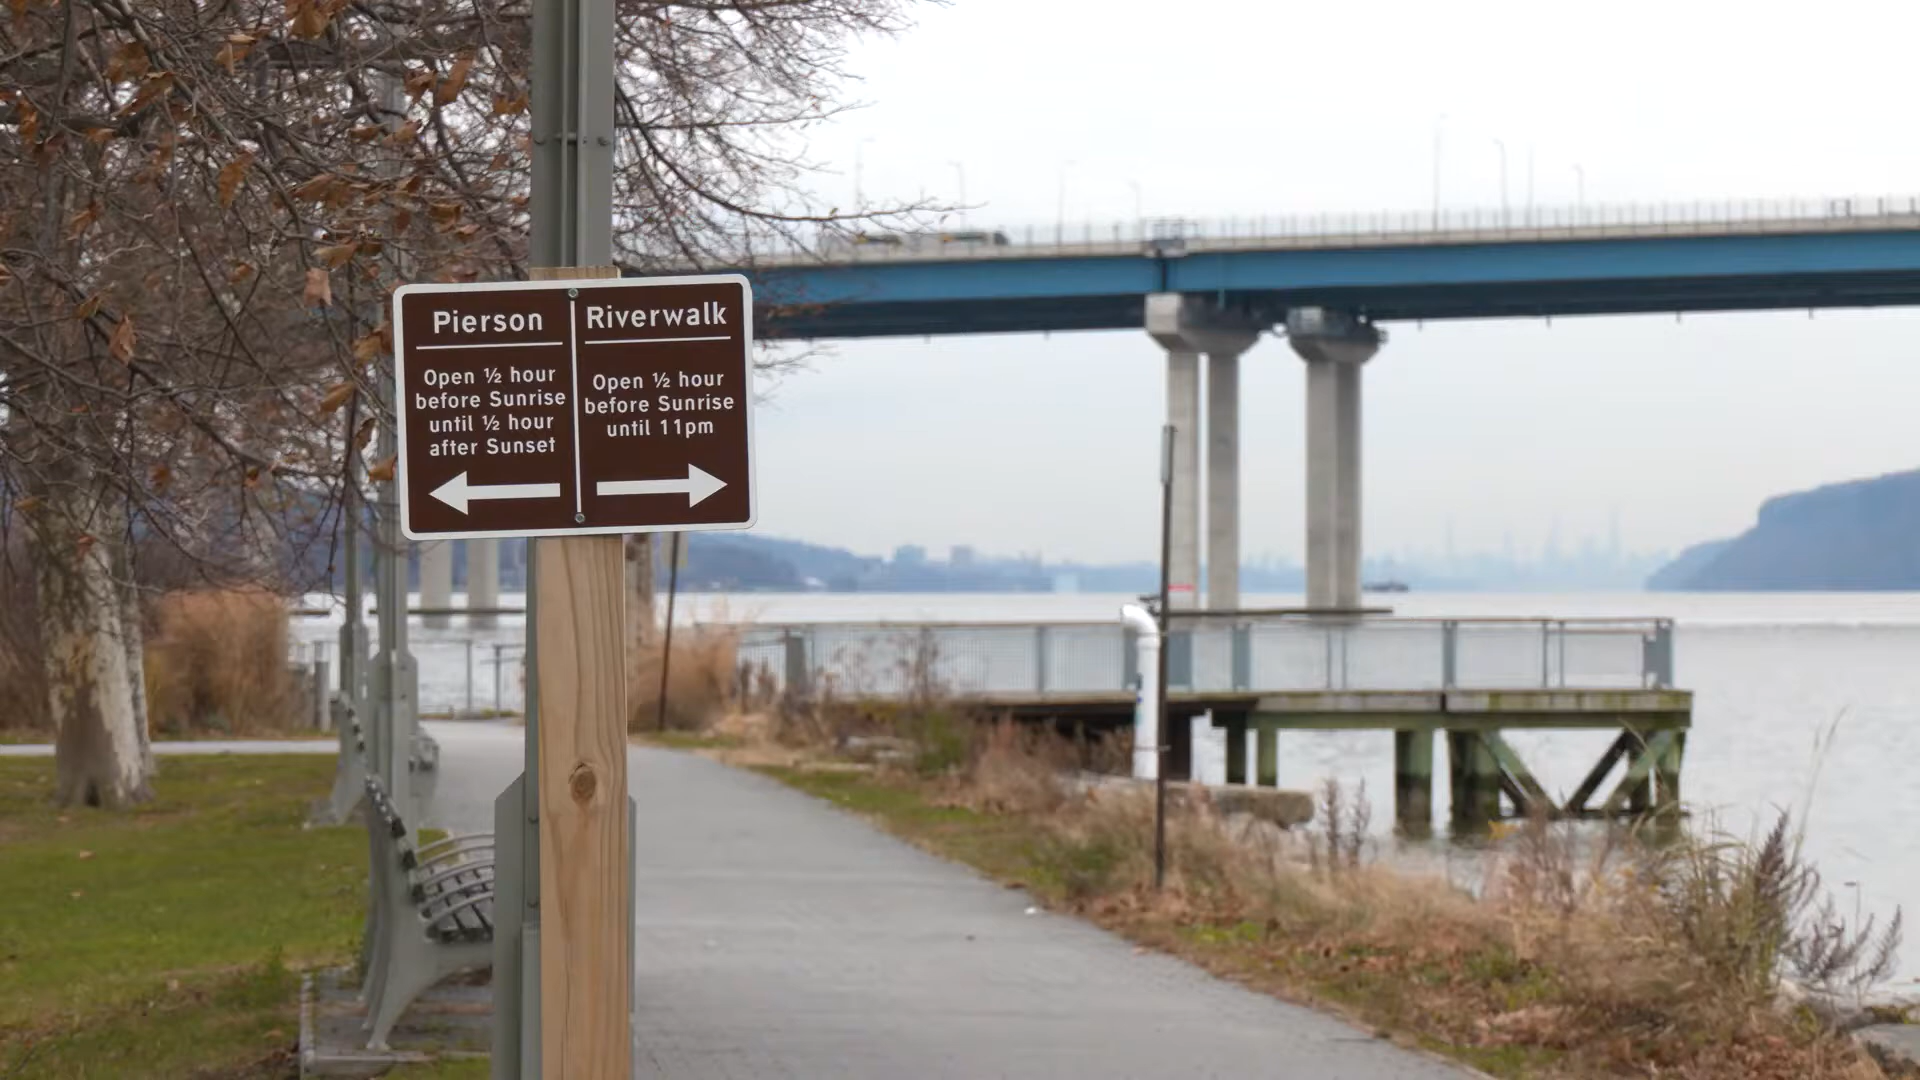 Pierson
Open ½ hour
before Sunrise
until ½ hour
after Sunset
Riverwalk
Open ½ hour
before Sunrise
until 11pm